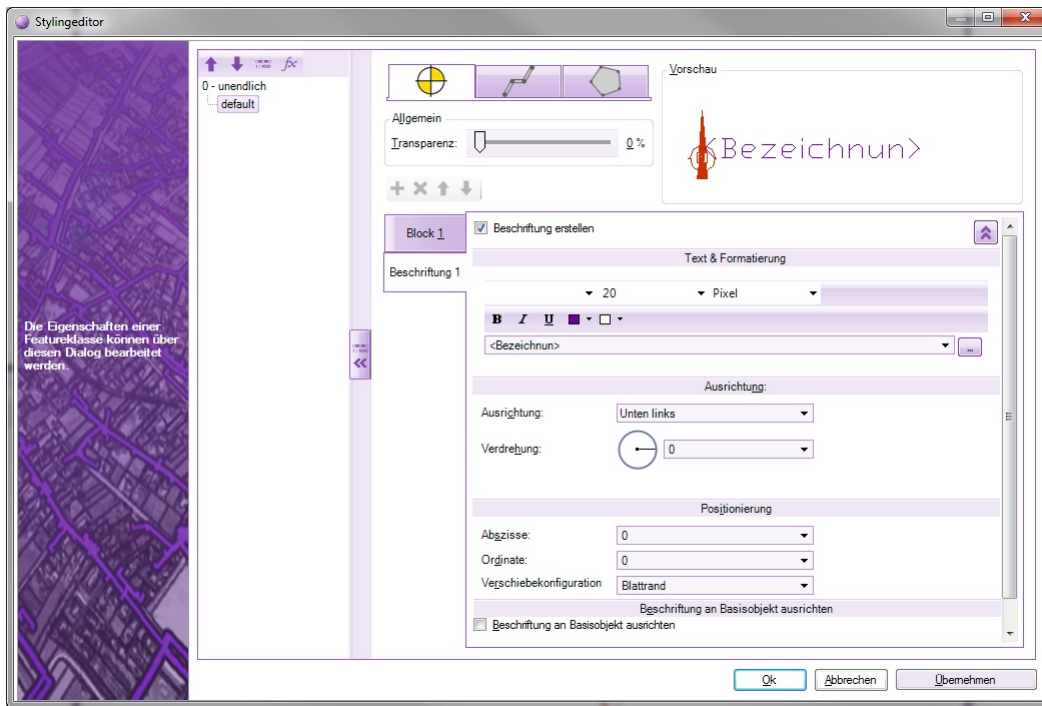 Stylingeditor
Die Eigenschaften einer
Featureklasse können über
diesen Dialog bearbeitet
werden.
fx
0 - unendlich
default
Allgemein
Transparenz:
0 %
Vorschau
<Bezeichnun>
Block 1
Beschriftung 1
Beschriftung erstellen
Text & Formatierung
20
Pixel
B I U
<Bezeichnun>
...
Ausrichtung:
Ausrichtung:
Unten links
Verdrehung:
0
Positionierung
Abszisse:
0
Ordinate:
0
Verschiebekonfiguration
Blattrand
Beschriftung an Basisobjekt ausrichten
Beschriftung an Basisobjekt ausrichten
Ok
Abbrechen
Übernehmen